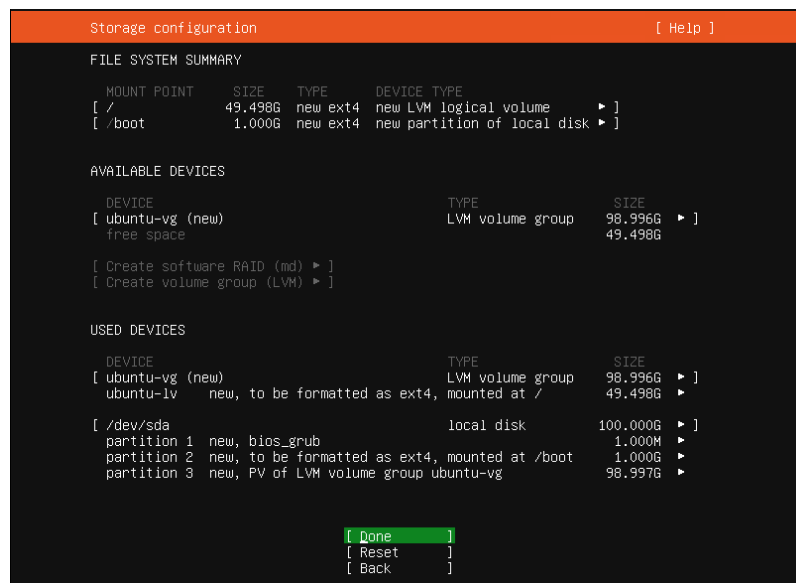 Storage configuration [ Help ]
FILE SYSTEM SUMMARY
MOUNT POINT SIZE TYPE DEVICE TYPE
[ / 49.498G new ext4 new LVM logical volume ▸ ]
[ /boot 1.000G new ext4 new partition of local disk ▸ ]
AVAILABLE DEVICES
DEVICE TYPE SIZE
[ ubuntu-vg (new) LVM volume group 98.996G ▸ ]
free space 49.498G
[ Create software RAID (md) ▸ ]
[ Create volume group (LVM) ▸ ]
USED DEVICES
DEVICE TYPE SIZE
[ ubuntu-vg (new) LVM volume group 98.996G ▸ ]
ubuntu-lv new, to be formatted as ext4, mounted at / 49.498G ▸
[ /dev/sda local disk 100.000G ▸ ]
partition 1 new, bios_grub 1.000M ▸
partition 2 new, to be formatted as ext4, mounted at /boot 1.000G ▸
partition 3 new, PV of LVM volume group ubuntu-vg 98.997G ▸
[ Done ]
[ Reset ]
[ Back ]